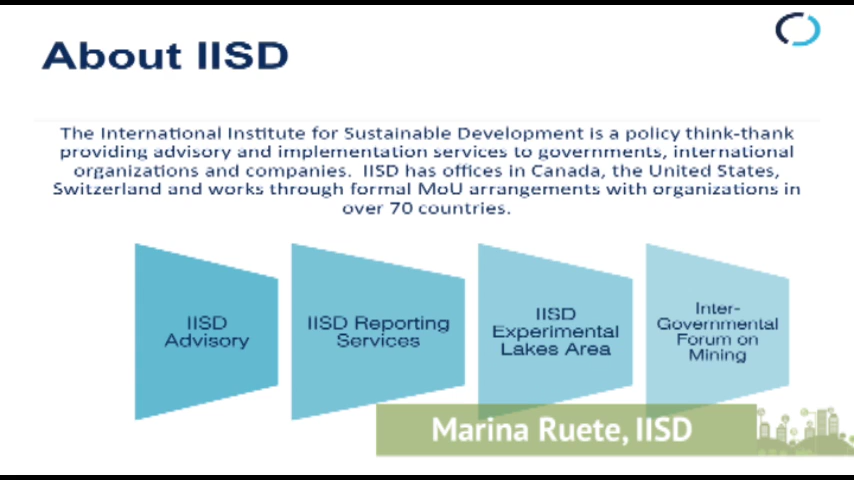 About IISD
The International Institute for Sustainable Development is a policy think-thank
providing advisory and implementation services to governments, international
organizations and companies. IISD has offices in Canada, the United States,
Switzerland and works through formal MoU arrangements with organizations in
over 70 countries.
IISD
Advisory
IISD Reporting
Services
IISD
Experimental
Lakes Area
Inter-
Governmental
Forum on
Mining
Marina Ruete, IISD